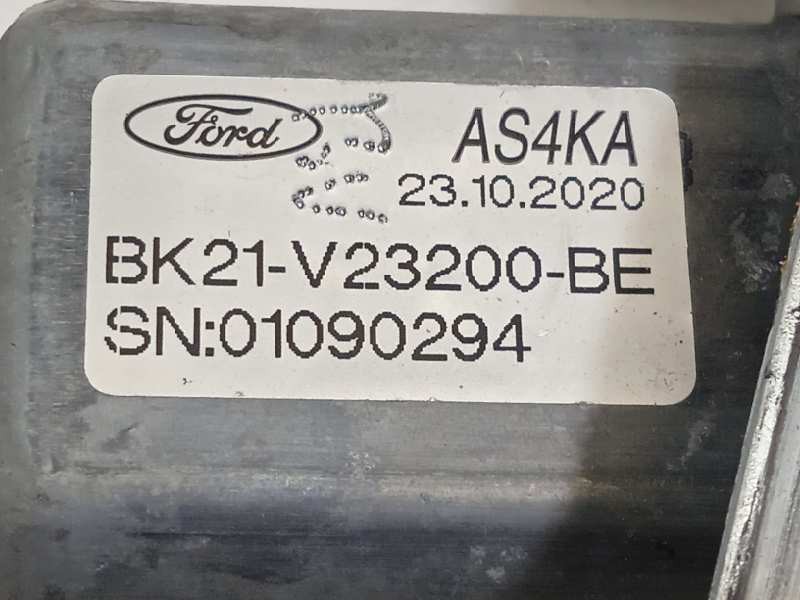 Ford
AS4KA
23.10.2020
BK21-V23200-BE
SN:01090294